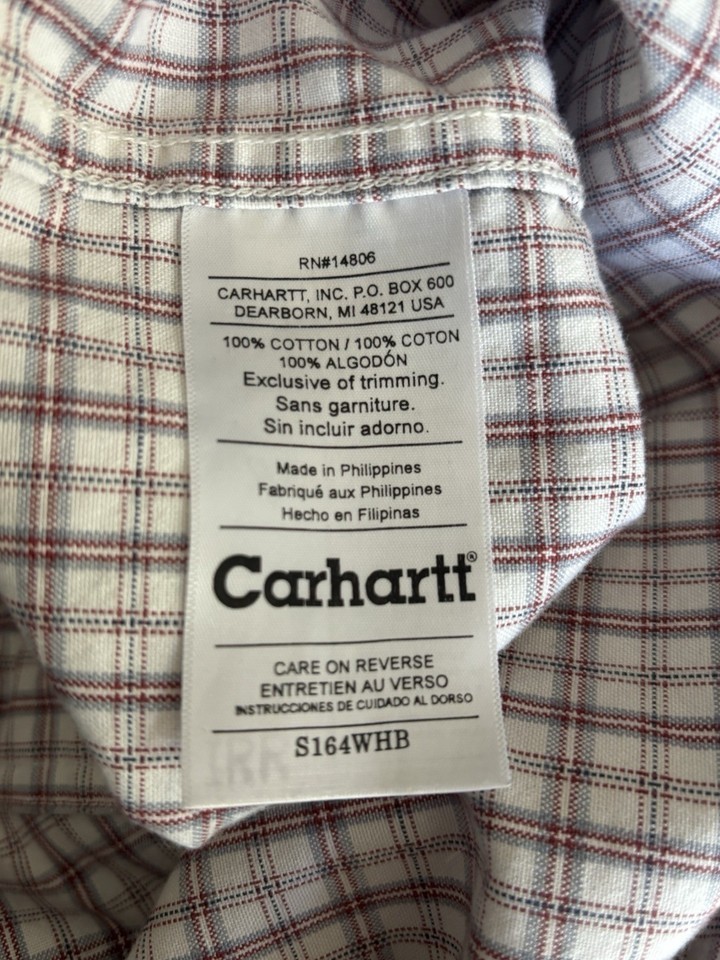 RN#14806
CARHARTT, INC. P.O. BOX 600
DEARBORN, MI 48121 USA
100% COTTON / 100% COTON
100% ALGODÓN
Exclusive of trimming.
Sans garniture.
Sin incluir adorno.
Made in Philippines
Fabriqué aux Philippines
Hecho en Filipinas
Carhartt®
CARE ON REVERSE
ENTRETIEN AU VERSO
INSTRUCCIONES DE CUIDADO AL DORSO
S164WHB